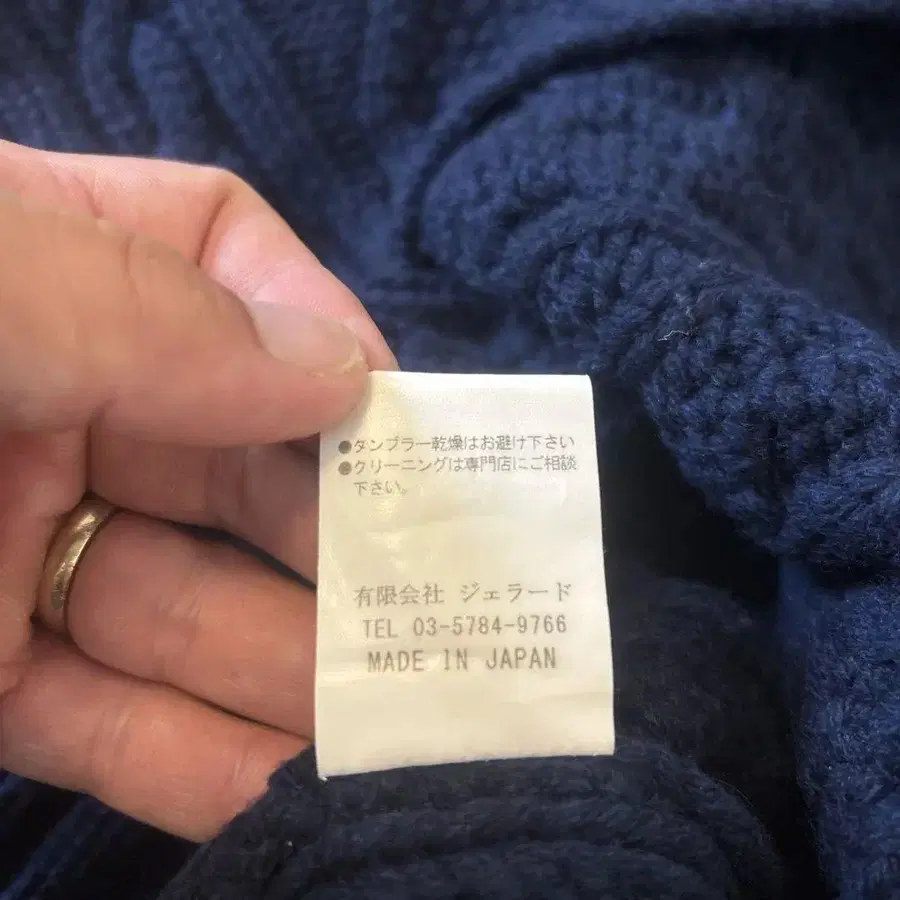 ●タンブラー乾燥はお避け下さい
●クリーニングは専門店にご相談
下さい。
有限会社 ジェラード
TEL 03-5784-9766
MADE IN JAPAN